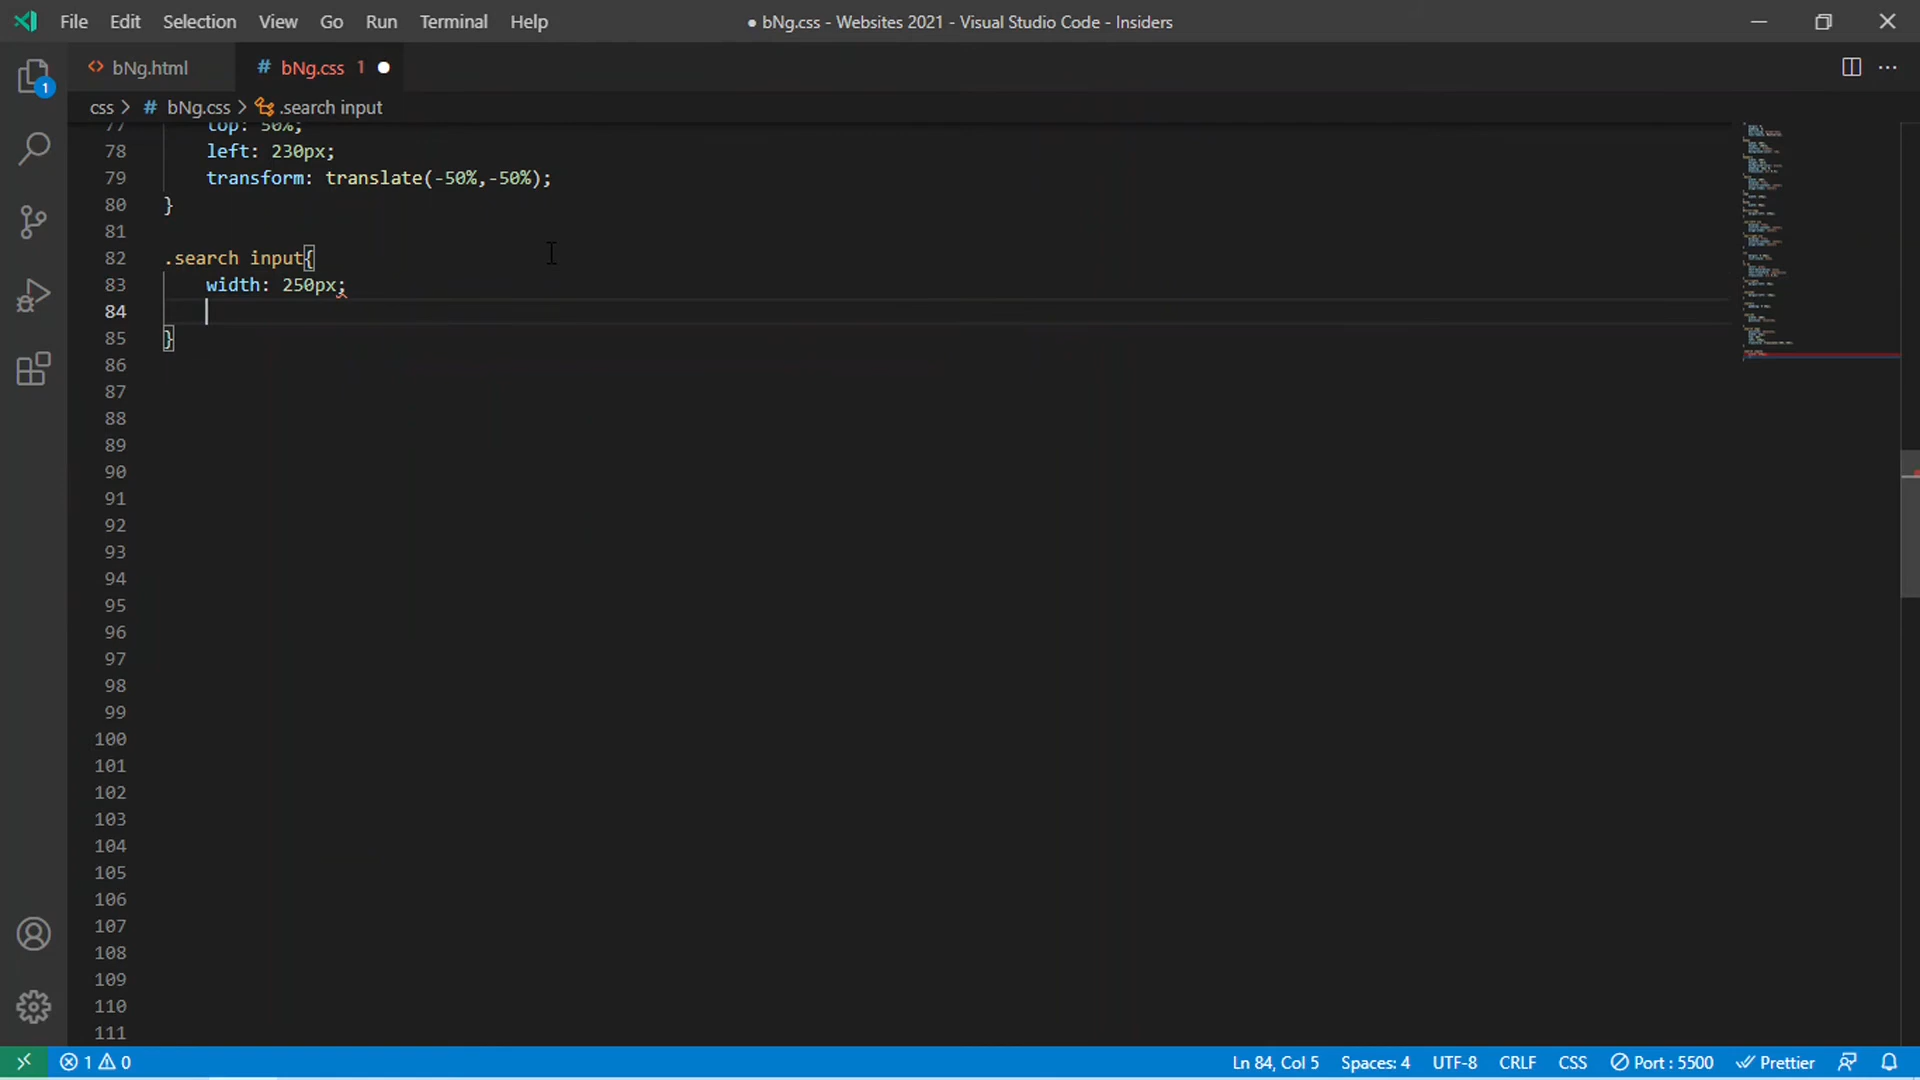 File Edit Selection View Go Run Terminal Help
● bNg.css - Websites 2021 - Visual Studio Code - Insiders
bNg.html
# bNg.css 1
css > # bNg.css > .search input
1
77 top: 50%;
78 left: 230px;
79 transform: translate(-50%,-50%);
80 }
81
82 .search input{
83 width: 250px;
84
85 }
86
87
88
89
90
91
92
93
94
95
96
97
98
99
100
101
102
103
104
105
106
107
108
109
110
111
1 0
Ln 84, Col 5 Spaces: 4 UTF-8 CRLF CSS Port : 5500 Prettier